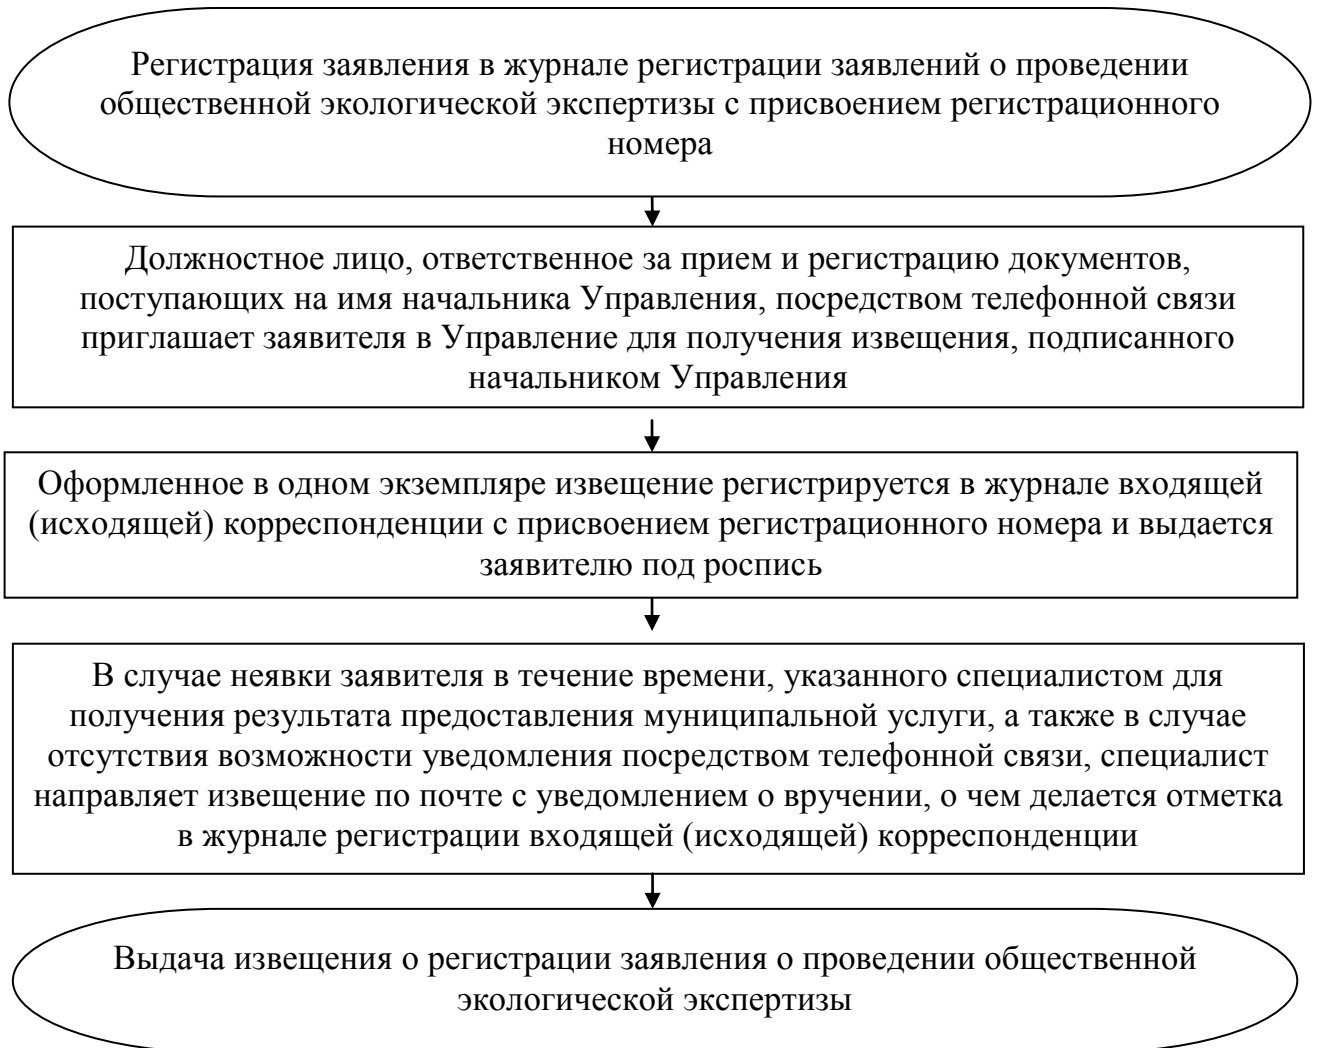 Регистрация заявления в журнале регистрации заявлений о проведении
общественной экологической экспертизы с присвоением регистрационного
номера
Должностное лицо, ответственное за прием и регистрацию документов,
поступающих на имя начальника Управления, посредством телефонной связи
приглашает заявителя в Управление для получения извещения, подписанного
начальником Управления
Оформленное в одном экземпляре извещение регистрируется в журнале входящей
(исходящей) корреспонденции с присвоением регистрационного номера и выдается
заявителю под роспись
В случае неявки заявителя в течение времени, указанного специалистом для
получения результата предоставления муниципальной услуги, а также в случае
отсутствия возможности уведомления посредством телефонной связи, специалист
направляет извещение по почте с уведомлением о вручении, о чем делается отметка
в журнале регистрации входящей (исходящей) корреспонденции
Выдача извещения о регистрации заявления о проведении общественной
экологической экспертизы